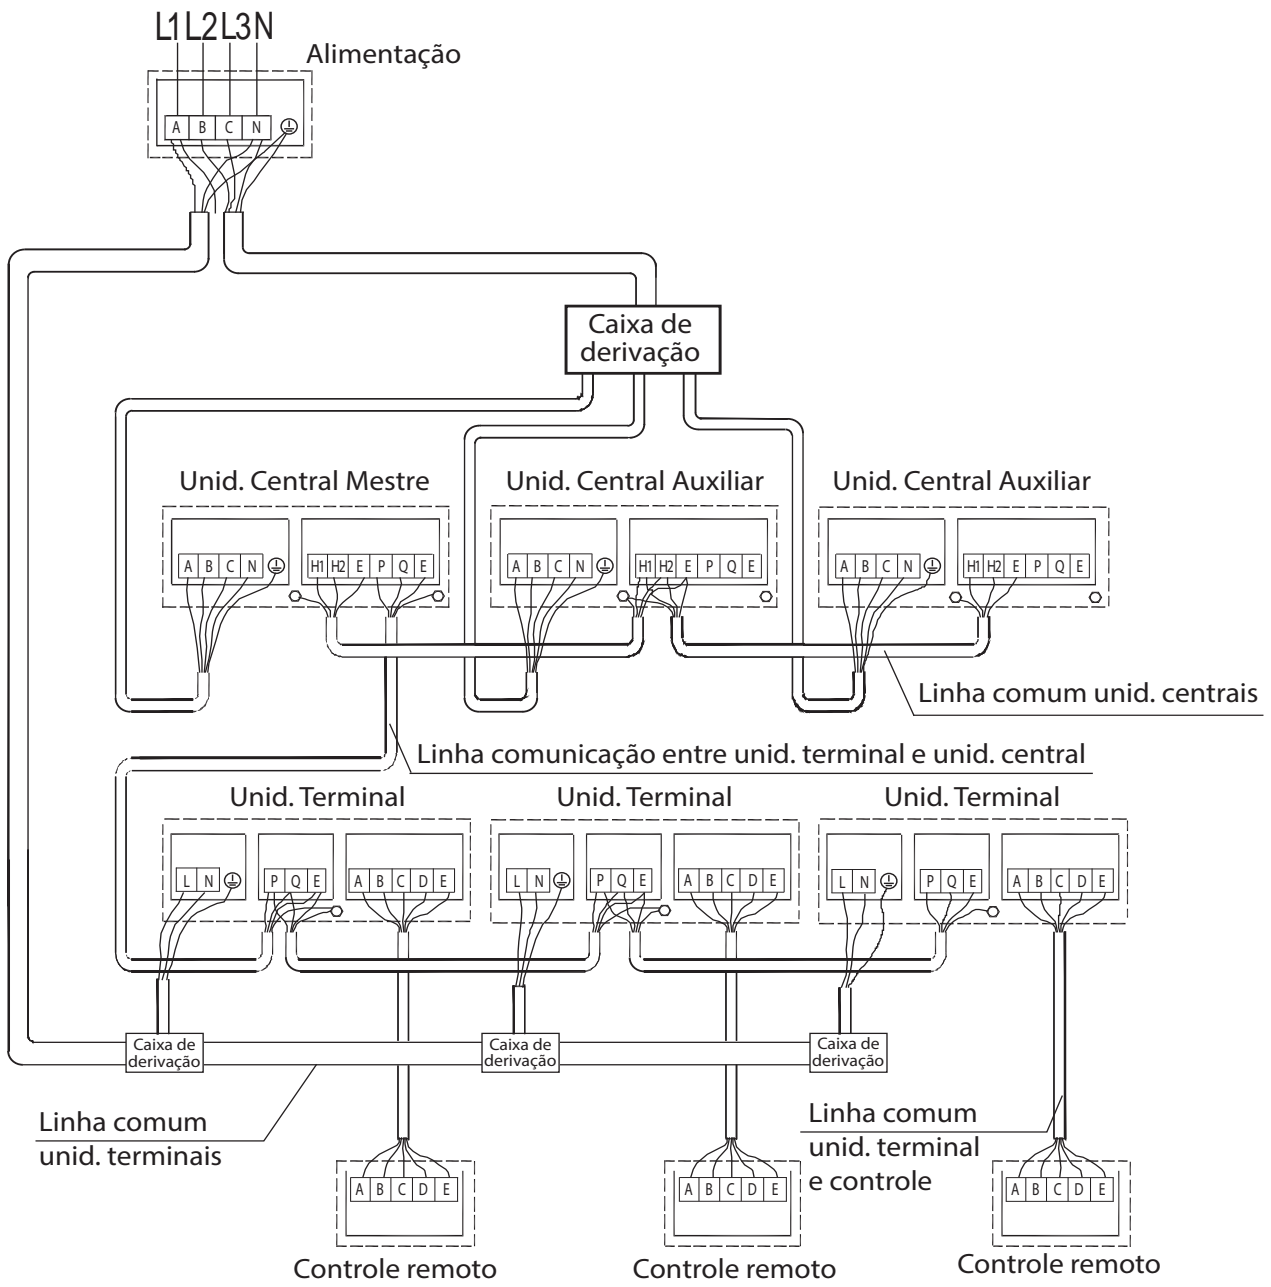 L1 L2 L3 N
Alimentação
A B C N
Caixa de
derivação
Unid. Central Mestre
Unid. Central Auxiliar
Unid. Central Auxiliar
A B C N
H1 H2 E P Q E
A B C N
H1 H2 E P Q E
A B C N
H1 H2 E P Q E
Linha comum unid. centrais
Linha comunicação entre unid. terminal e unid. central
Unid. Terminal
Unid. Terminal
Unid. Terminal
L N
P Q E
A B C D E
L N
P Q E
A B C D E
L N
P Q E
A B C D E
Caixa de
derivação
Caixa de
derivação
Caixa de
derivação
Linha comum
unid. terminais
Linha comum
unid. terminal
e controle
A B C D E
A B C D E
A B C D E
Controle remoto
Controle remoto
Controle remoto